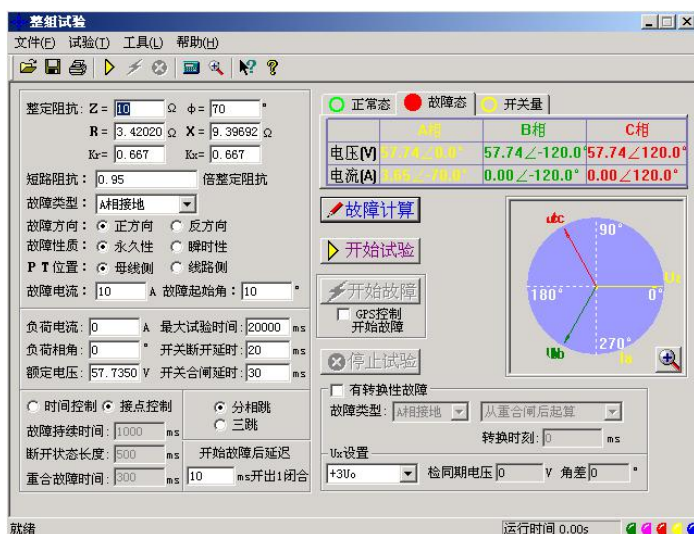 整组试验
文件(F) 试验(T) 工具(L) 帮助(H)
整定阻抗: Z = 10 Ω ϕ= 70 °
R = 3.42020 Ω X = 9.39692 Ω
Kr= 0.667 Kx= 0.667
短路阻抗: 0.95 倍整定阻抗
故障类型: A相接地
故障方向: 正方向 反方向
故障性质: 永久性 瞬时性
P T位置: 母线侧 线路侧
故障电流: 10 A 故障起始角: 10 °
负荷电流: 0 A 最大试验时间: 20000 ms
负荷相角: 0 ° 开关断开延时: 20 ms
额定电压: 57.7350 V 开关合闸延时: 30 ms
时间控制 接点控制
故障持续时间: 1000 ms
断开状态长度: 500 ms
重合故障时间: 300 ms
分相跳
三跳
开始故障后延迟
10 ms开出1闭合
正常态 故障态 开关量
A相 B相 C相
电压(V) 57.74∠0.0° 57.74∠-120.0° 57.74∠120.0°
电流(A) 3.65∠-70.0° 0.00∠-120.0° 0.00∠120.0°
故障计算
开始试验
开始故障
GPS控制
开始故障
停止试验
90°
180° 0°
270°
Ia
有转换性故障
故障类型: A相接地 从重合闸后起算
转换时刻: 0 ms
Ux设置
+3U₀ 检同期电压 0 V 角差 0 °
就绪 运行时间 0.00s